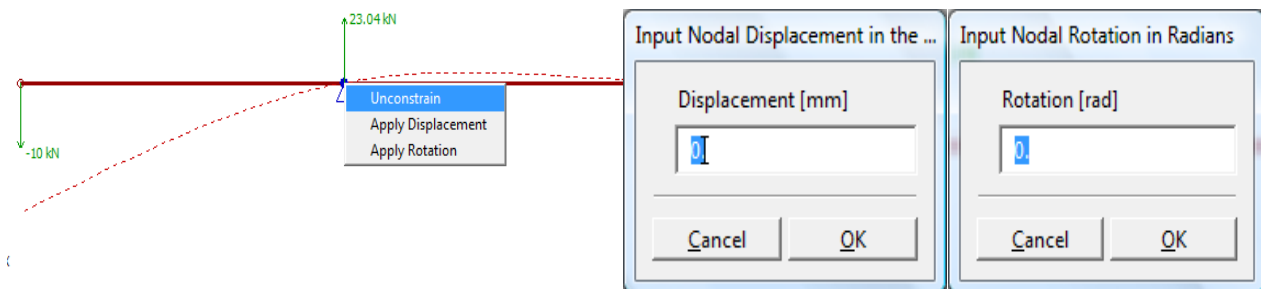 23.04 kN
-10 kN
Unconstrain
Apply Displacement
Apply Rotation
Input Nodal Displacement in the ...
Displacement [mm]
0.
Cancel
OK
Input Nodal Rotation in Radians
Rotation [rad]
0.
Cancel
OK